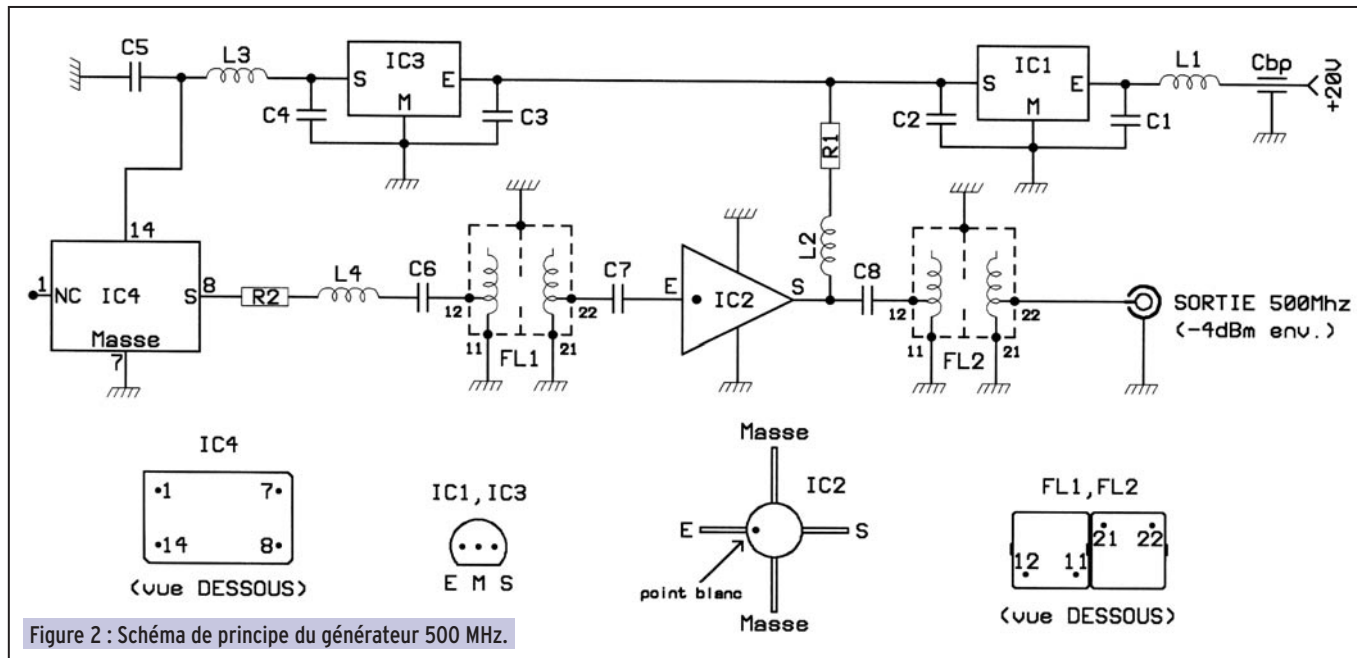 C5
L3
IC3
S
E
M
C4
C3
IC1
S
E
M
C2
C1
L1
Cbp
+20V
R1
L2
14
1
NC
IC4
S
8
Masse
7
R2
L4
C6
12
11
22
21
FL1
C7
E
IC2
S
C8
12
11
22
21
FL2
SORTIE 500Mhz
(-4dBm env.)
IC4
1
7
14
8
(vue DESSOUS)
IC1,IC3
E M S
Masse
IC2
E
S
point blanc
Masse
FL1,FL2
21
22
12
11
(vue DESSOUS)
Figure 2 : Schéma de principe du générateur 500 MHz.